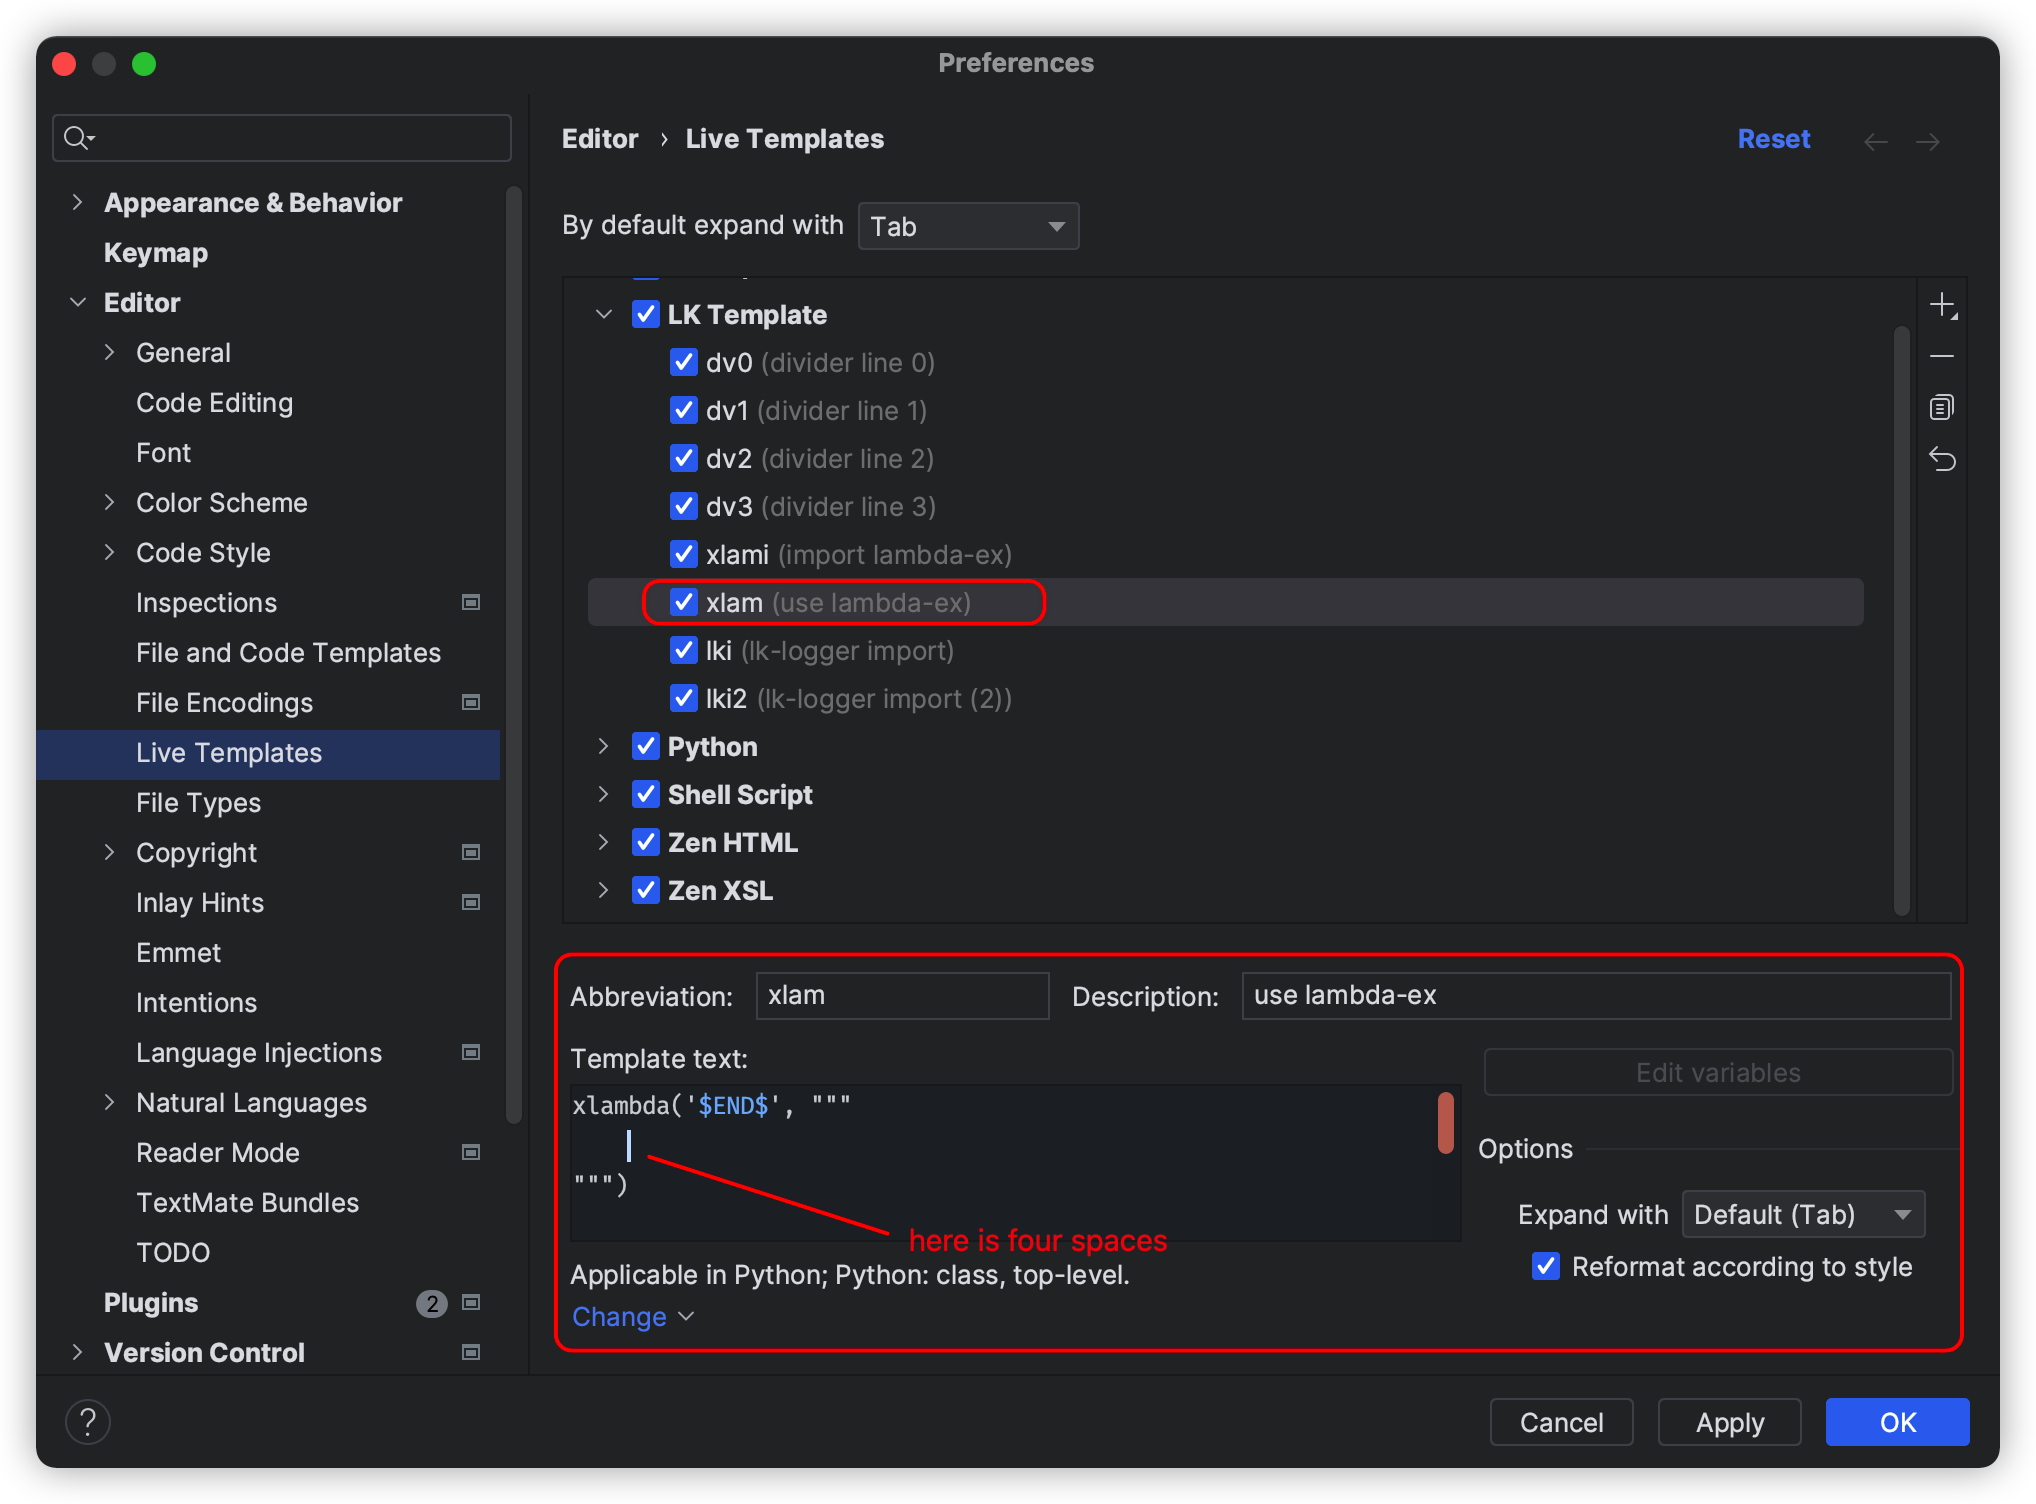 Preferences
Appearance & Behavior
Keymap
Editor
General
Code Editing
Font
Color Scheme
Code Style
Inspections
File and Code Templates
File Encodings
Live Templates
File Types
Copyright
Inlay Hints
Emmet
Intentions
Language Injections
Natural Languages
Reader Mode
TextMate Bundles
TODO
Plugins 2
Version Control
?
Editor › Live Templates
Reset
By default expand with Tab
LK Template
dv0 (divider line 0)
dv1 (divider line 1)
dv2 (divider line 2)
dv3 (divider line 3)
xlami (import lambda-ex)
xlam (use lambda-ex)
lki (lk-logger import)
lki2 (lk-logger import (2))
Python
Shell Script
Zen HTML
Zen XSL
Abbreviation: xlam Description: use lambda-ex
Template text:
xlambda('$END$', """
""")
here is four spaces
Applicable in Python; Python: class, top-level.
Change
Edit variables
Options
Expand with Default (Tab)
Reformat according to style
Cancel Apply OK